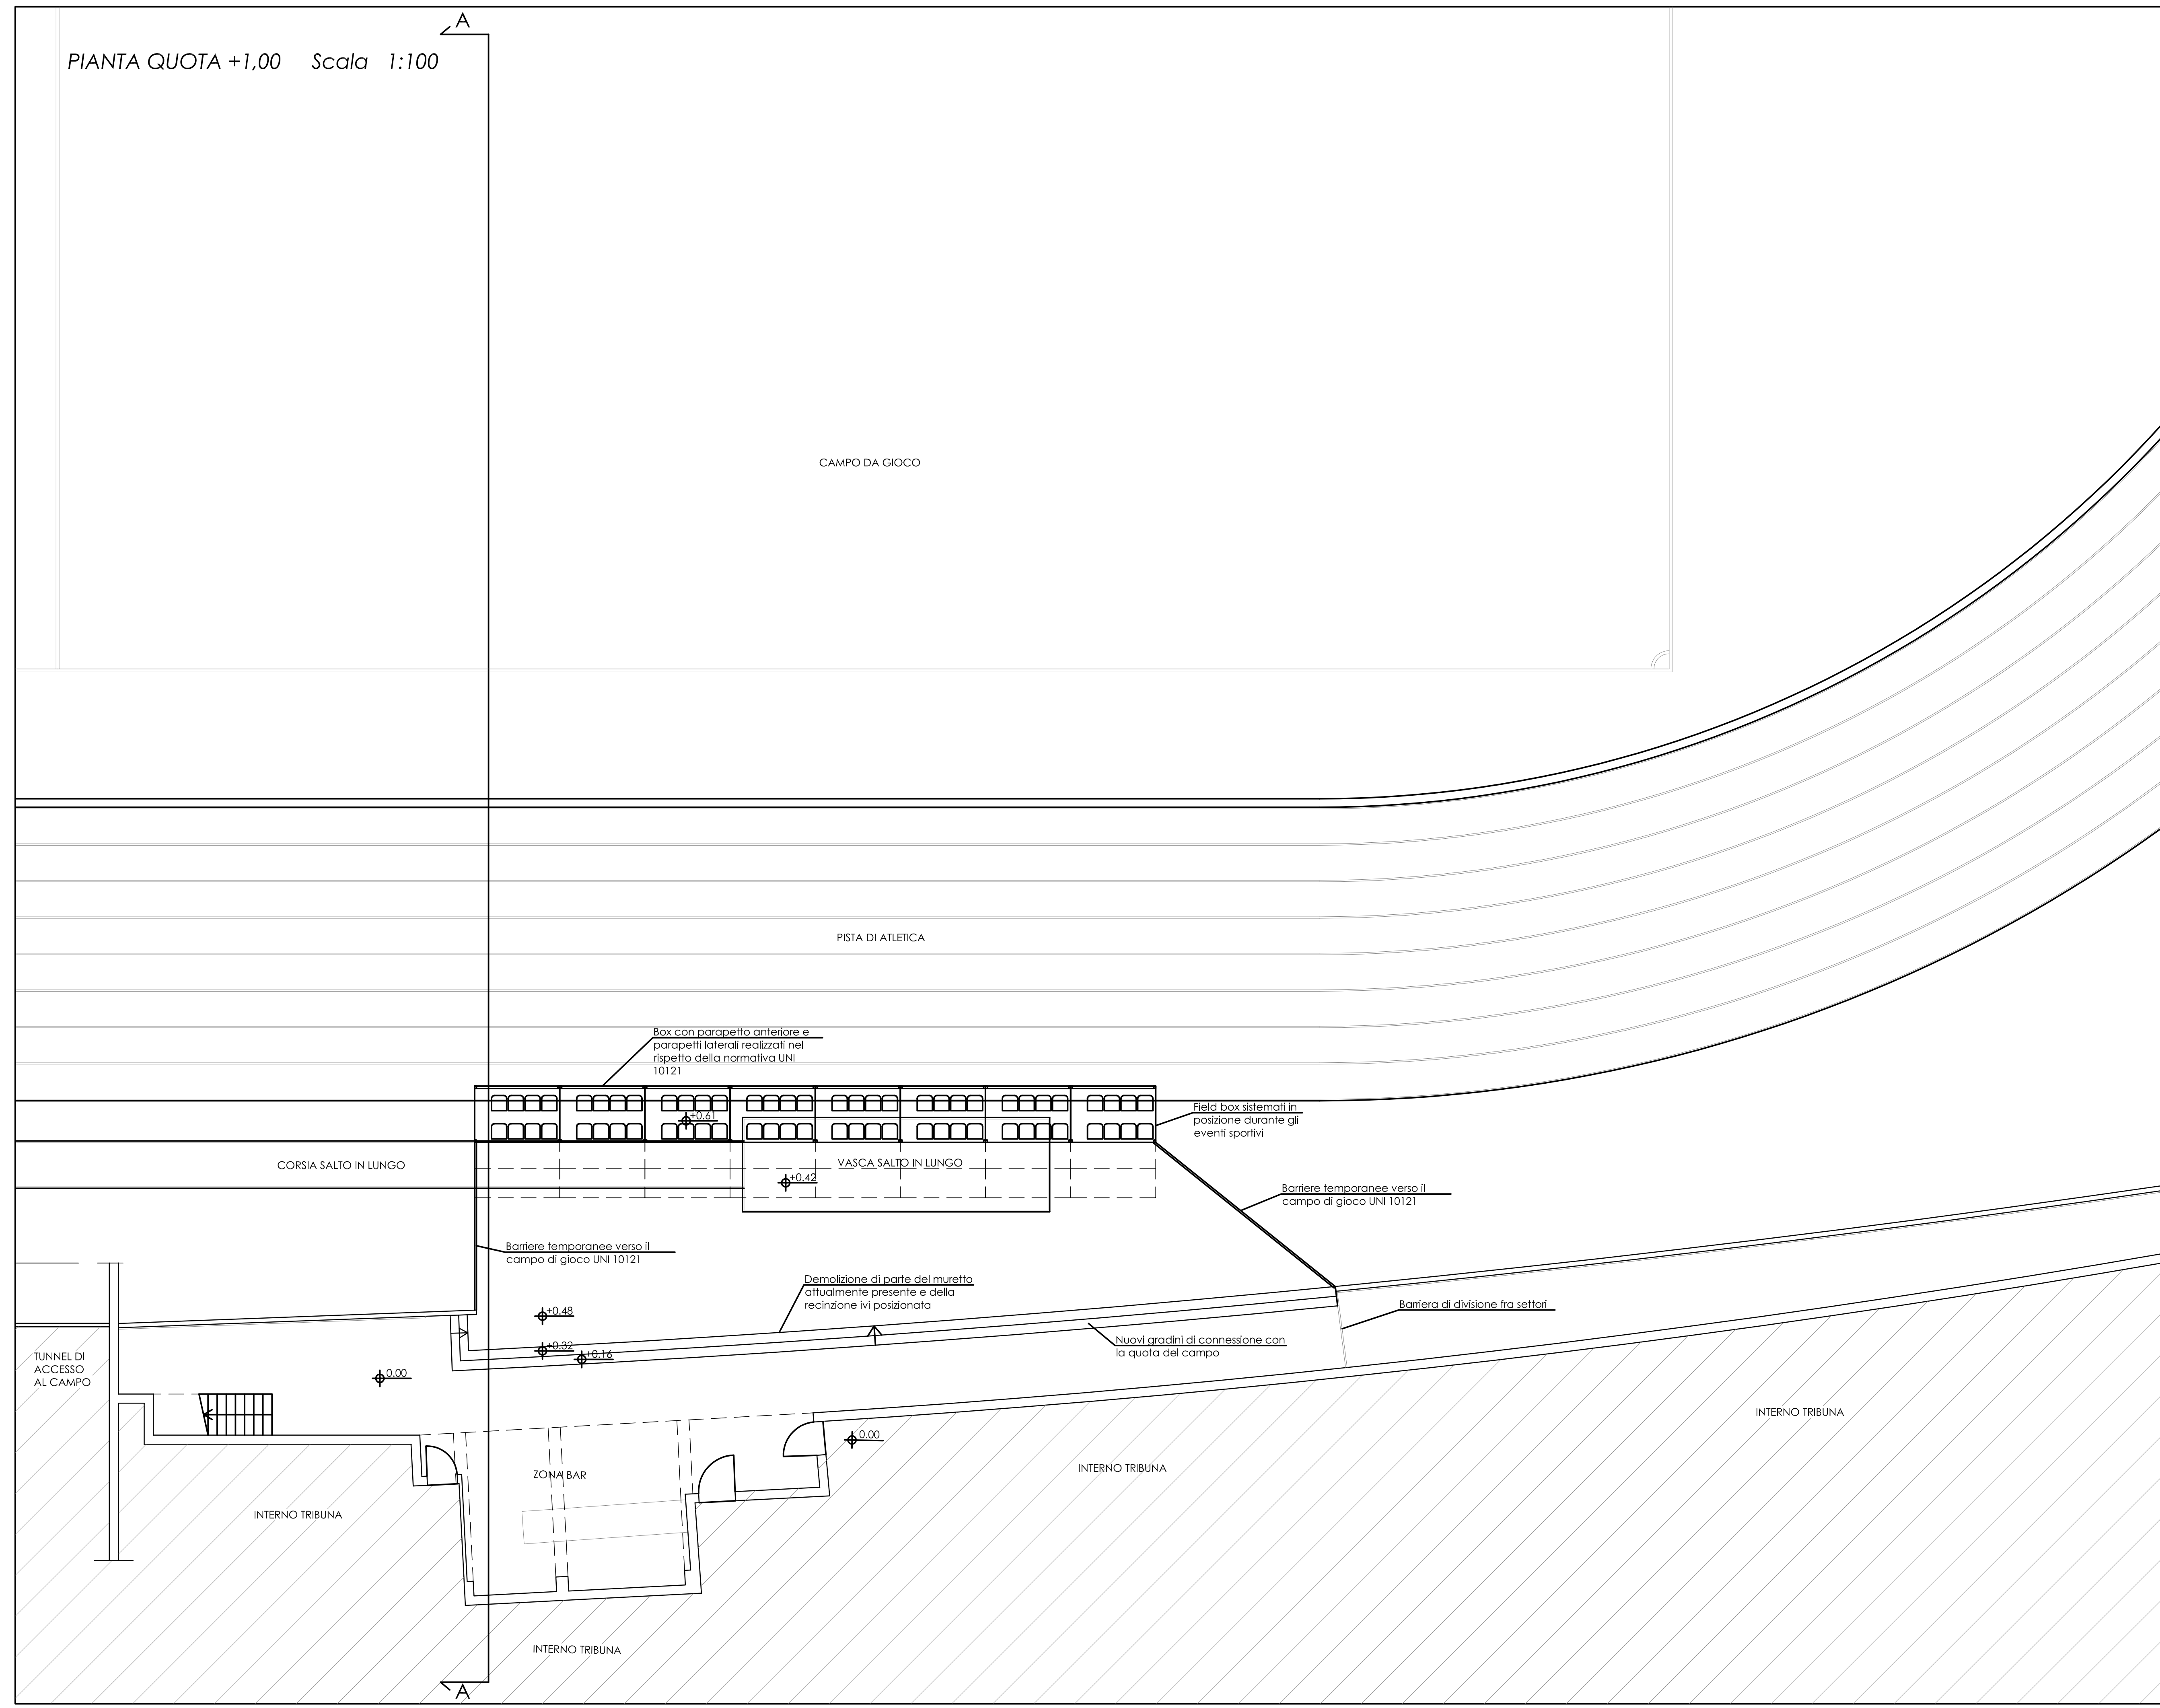 A
PIANTA QUOTA +1,00 Scala 1:100
CAMPO DA GIOCO
PISTA DI ATLETICA
Box con parapetto anteriore e
parapetti laterali realizzati nel
rispetto della normativa UNI
10121
+0.61
Field box sistemati in
posizione durante gli
eventi sportivi
CORSIA SALTO IN LUNGO
VASCA SALTO IN LUNGO
+0.42
Barriere temporanee verso il
campo di gioco UNI 10121
Barriere temporanee verso il
campo di gioco UNI 10121
Demolizione di parte del muretto
attualmente presente e della
recinzione ivi posizionata
Barriera di divisione fra settori
+0.48
+0.32
+0.16
Nuovi gradini di connessione con
la quota del campo
TUNNEL DI
ACCESSO
AL CAMPO
0.00
INTERNO TRIBUNA
0.00
INTERNO TRIBUNA
ZONA BAR
INTERNO TRIBUNA
INTERNO TRIBUNA
A